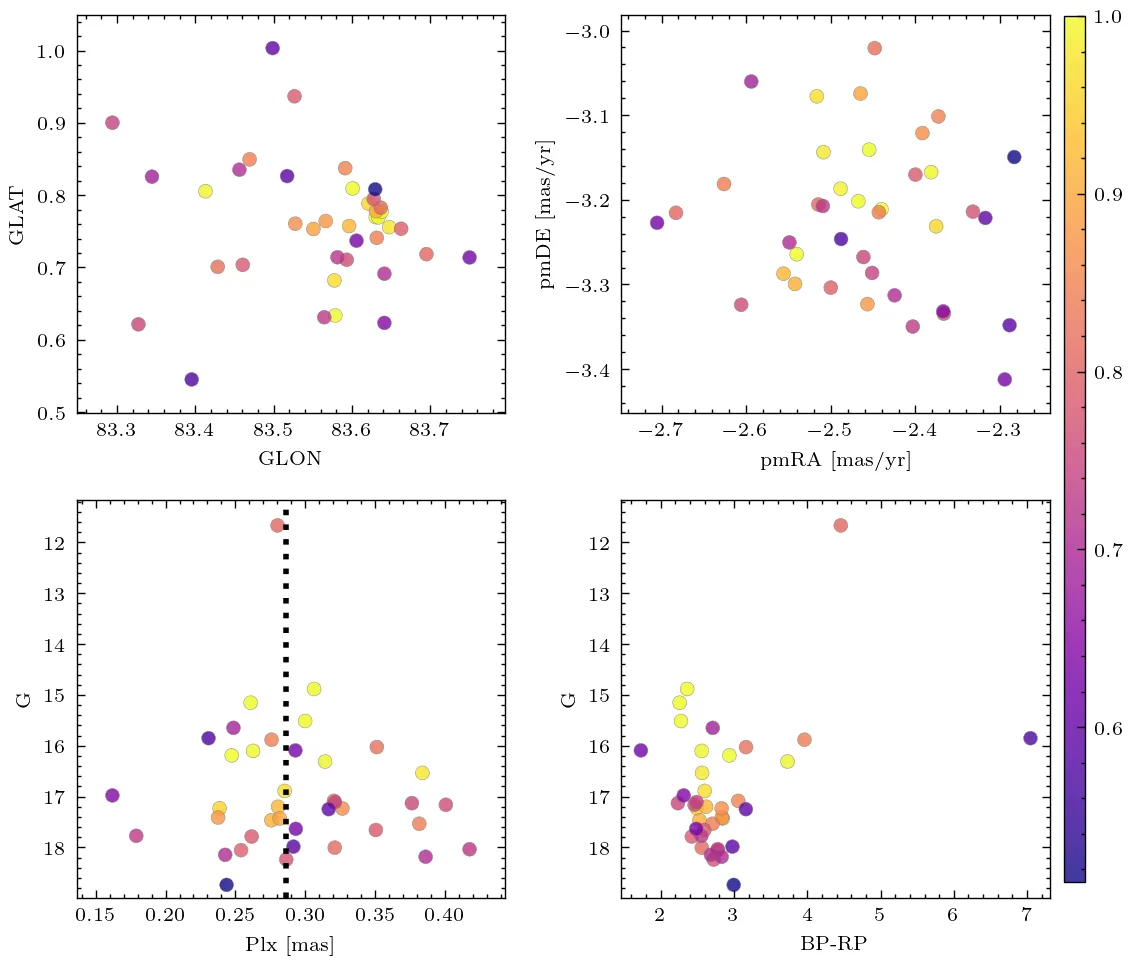 1.0
0.9
0.8
0.7
0.6
0.5
GLAT
83.3 83.4 83.5 83.6 83.7
GLON
−3.0
−3.1
−3.2
−3.3
−3.4
pmDE [mas/yr]
−2.7 −2.6 −2.5 −2.4 −2.3
pmRA [mas/yr]
1.0
0.9
0.8
0.7
0.6
12
13
14
15
16
17
18
G
0.15 0.20 0.25 0.30 0.35 0.40
Plx [mas]
12
13
14
15
16
17
18
G
2 3 4 5 6 7
BP-RP